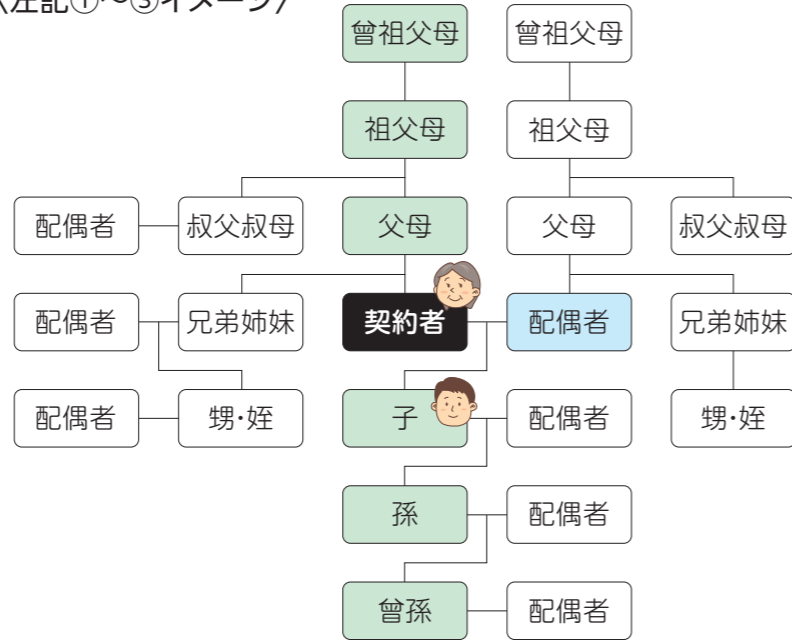 〈左記①〜③イメージ〉
曾祖父母 曾祖父母
祖父母 祖父母
配偶者 叔父叔母 父母 父母 叔父叔母
配偶者 兄弟姉妹 契約者 配偶者 兄弟姉妹
配偶者 甥・姪 子 配偶者 甥・姪
孫 配偶者
曾孫 配偶者